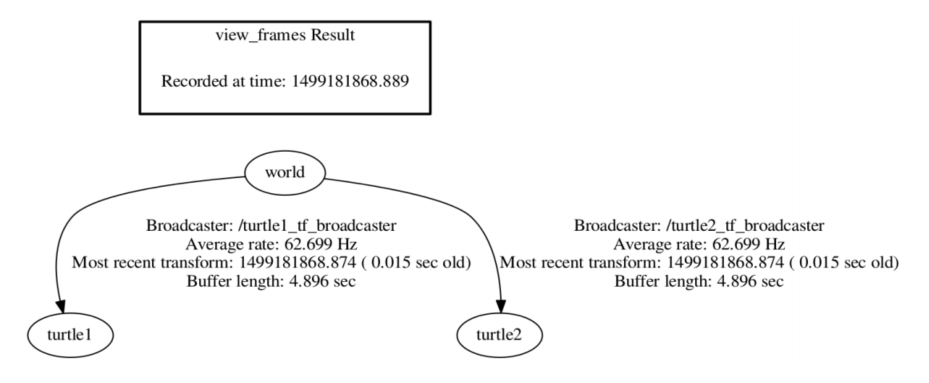 view_frames Result
Recorded at time: 1499181868.889
world
Broadcaster: /turtle1_tf_broadcaster
Average rate: 62.699 Hz
Most recent transform: 1499181868.874 ( 0.015 sec old)
Buffer length: 4.896 sec
Broadcaster: /turtle2_tf_broadcaster
Average rate: 62.699 Hz
Most recent transform: 1499181868.874 ( 0.015 sec old)
Buffer length: 4.896 sec
turtle1
turtle2